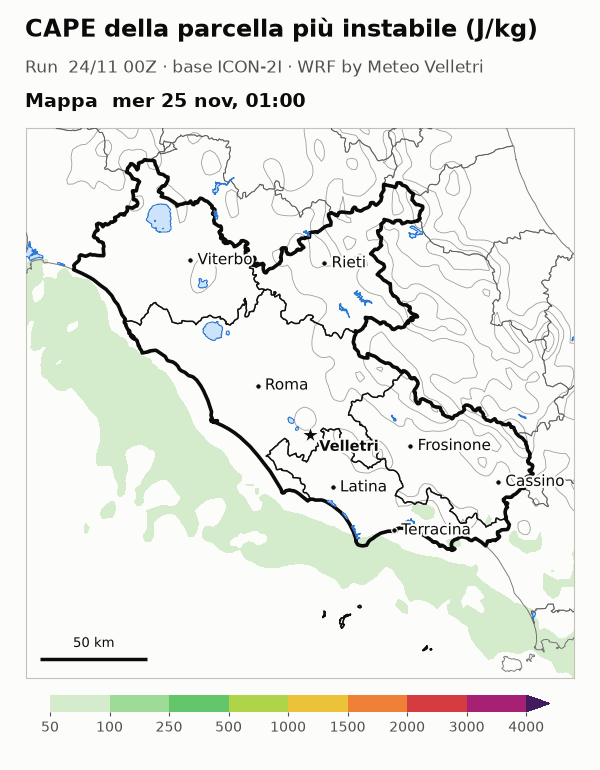 CAPE della parcella più instabile (J/kg)
Run 24/11 00Z · base ICON-2I · WRF by Meteo Velletri
Mappa mer 25 nov, 01:00
Viterbo
Rieti
Roma
Velletri
Frosinone
Latina
Cassino
Terracina
50 km
50 100 250 500 1000 1500 2000 3000 4000